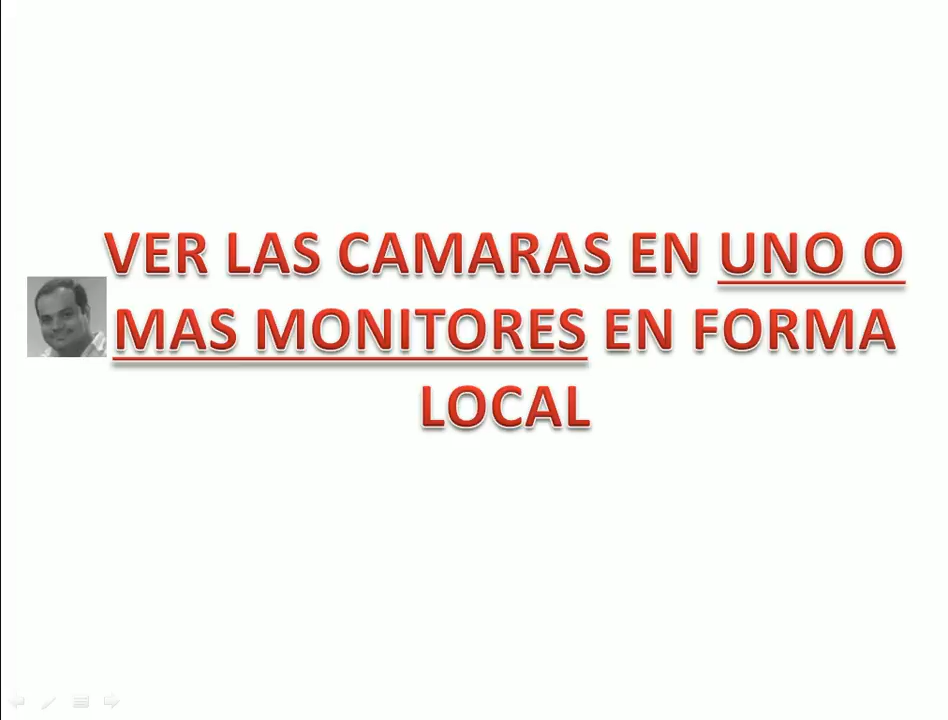 VER LAS CAMARAS EN UNO O
MAS MONITORES EN FORMA
LOCAL